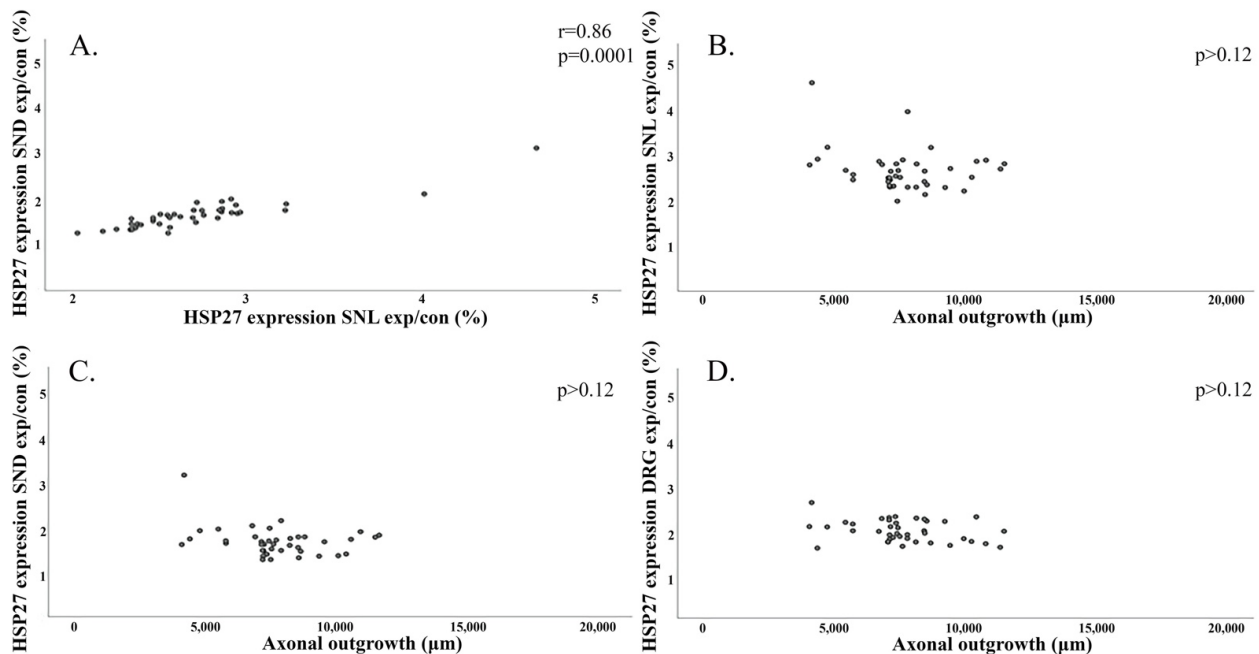 A.
r=0.86
p=0.0001
HSP27 expression SND exp/con (%)
5
4
3
2
1
2 3 4 5
HSP27 expression SNL exp/con (%)
B.
p>0.12
HSP27 expression SNL exp/con (%)
5
4
3
2
1
0 5,000 10,000 15,000 20,000
Axonal outgrowth (µm)
C.
p>0.12
HSP27 expression SND exp/con (%)
5
4
3
2
1
0 5,000 10,000 15,000 20,000
Axonal outgrowth (µm)
D.
p>0.12
HSP27 expression DRG exp/con (%)
5
4
3
2
1
0 5,000 10,000 15,000 20,000
Axonal outgrowth (µm)